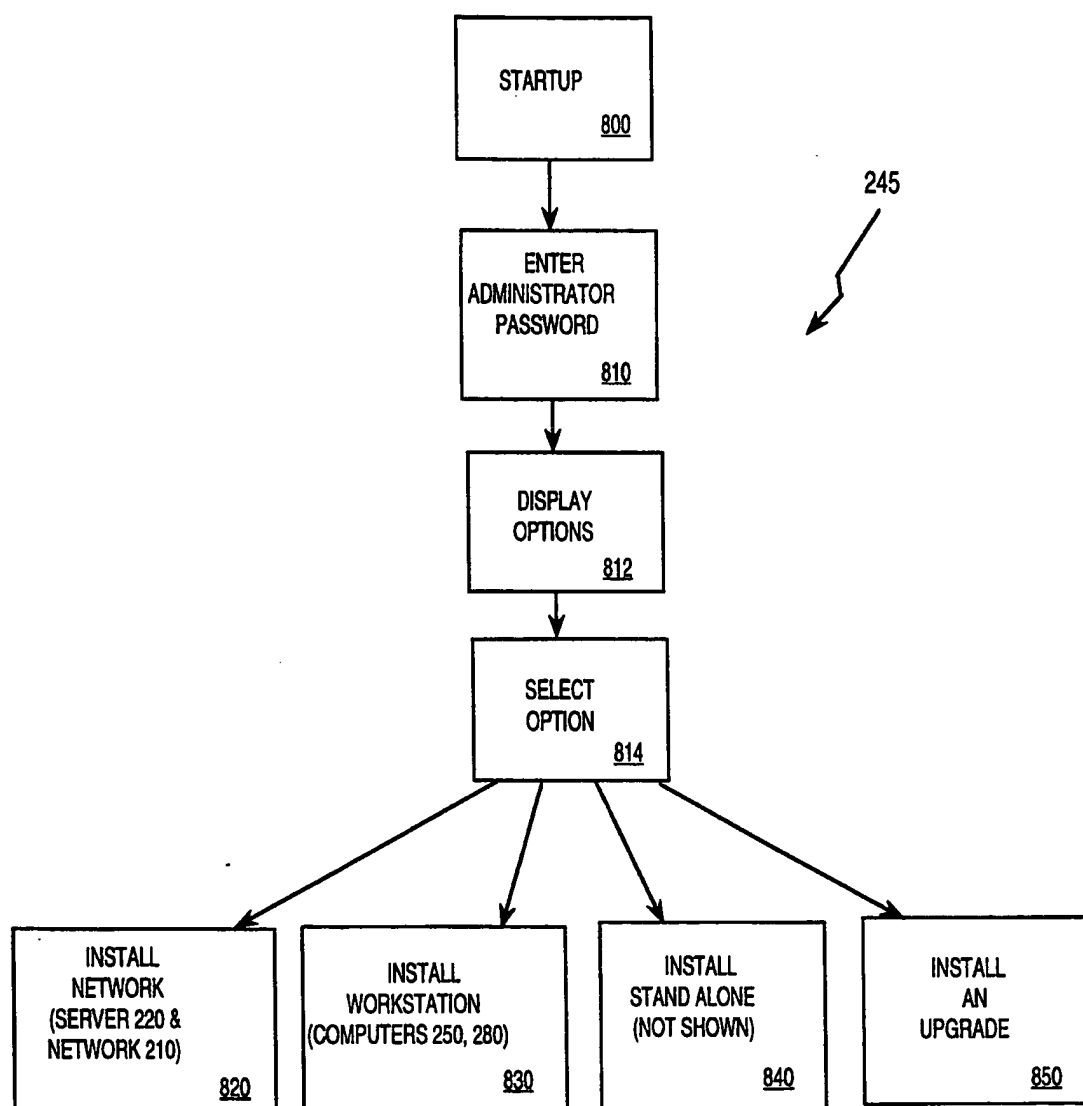 STARTUP
800
245
ENTER
ADMINISTRATOR
PASSWORD
810
DISPLAY
OPTIONS
812
SELECT
OPTION
814
INSTALL
NETWORK
(SERVER 220 &
NETWORK 210)
820
INSTALL
WORKSTATION
(COMPUTERS 250, 280)
830
INSTALL
STAND ALONE
(NOT SHOWN)
840
INSTALL
AN
UPGRADE
850